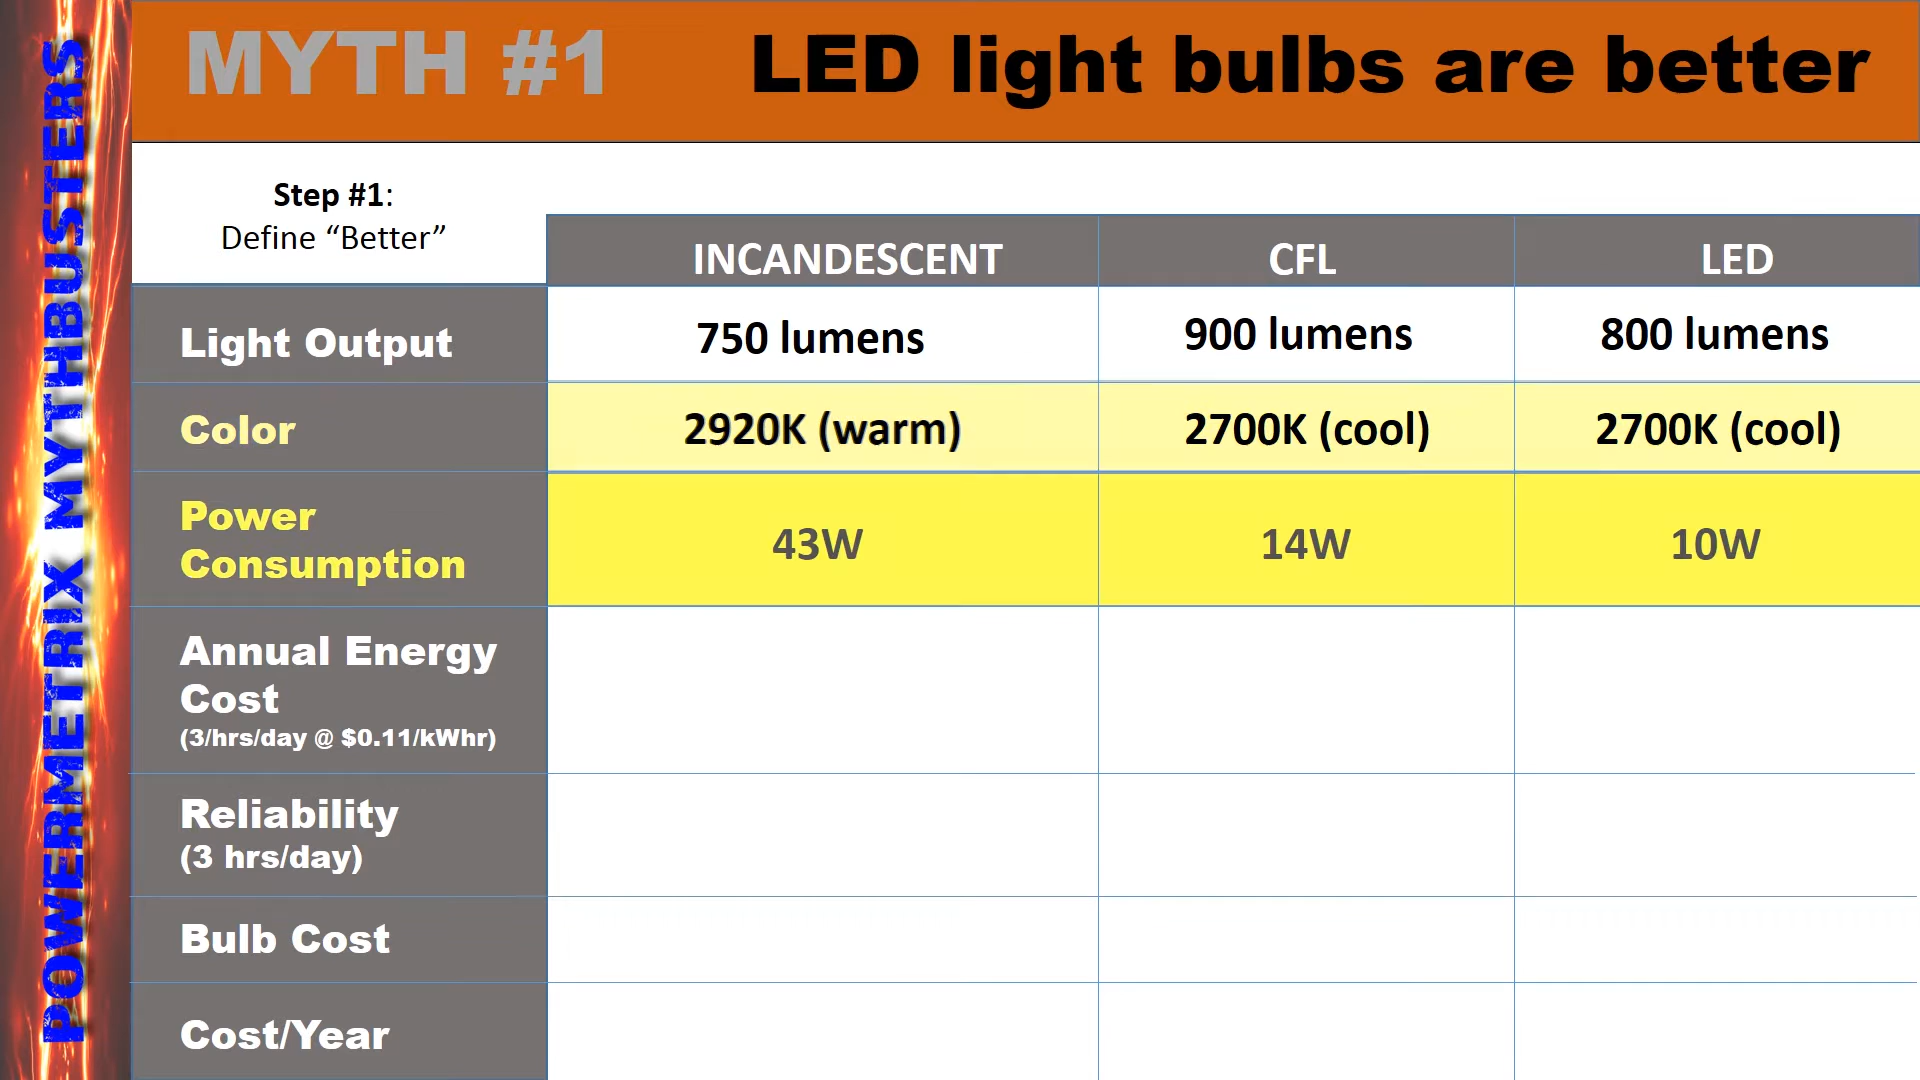 POWERMETRIX MYTHBUSTERS
MYTH #1 LED light bulbs are better
Step #1:
Define “Better”
INCANDESCENT CFL LED
Light Output 750 lumens 900 lumens 800 lumens
Color 2920K (warm) 2700K (cool) 2700K (cool)
Power
Consumption 43W 14W 10W
Annual Energy
Cost
(3/hrs/day @ $0.11/kWhr)
Reliability
(3 hrs/day)
Bulb Cost
Cost/Year